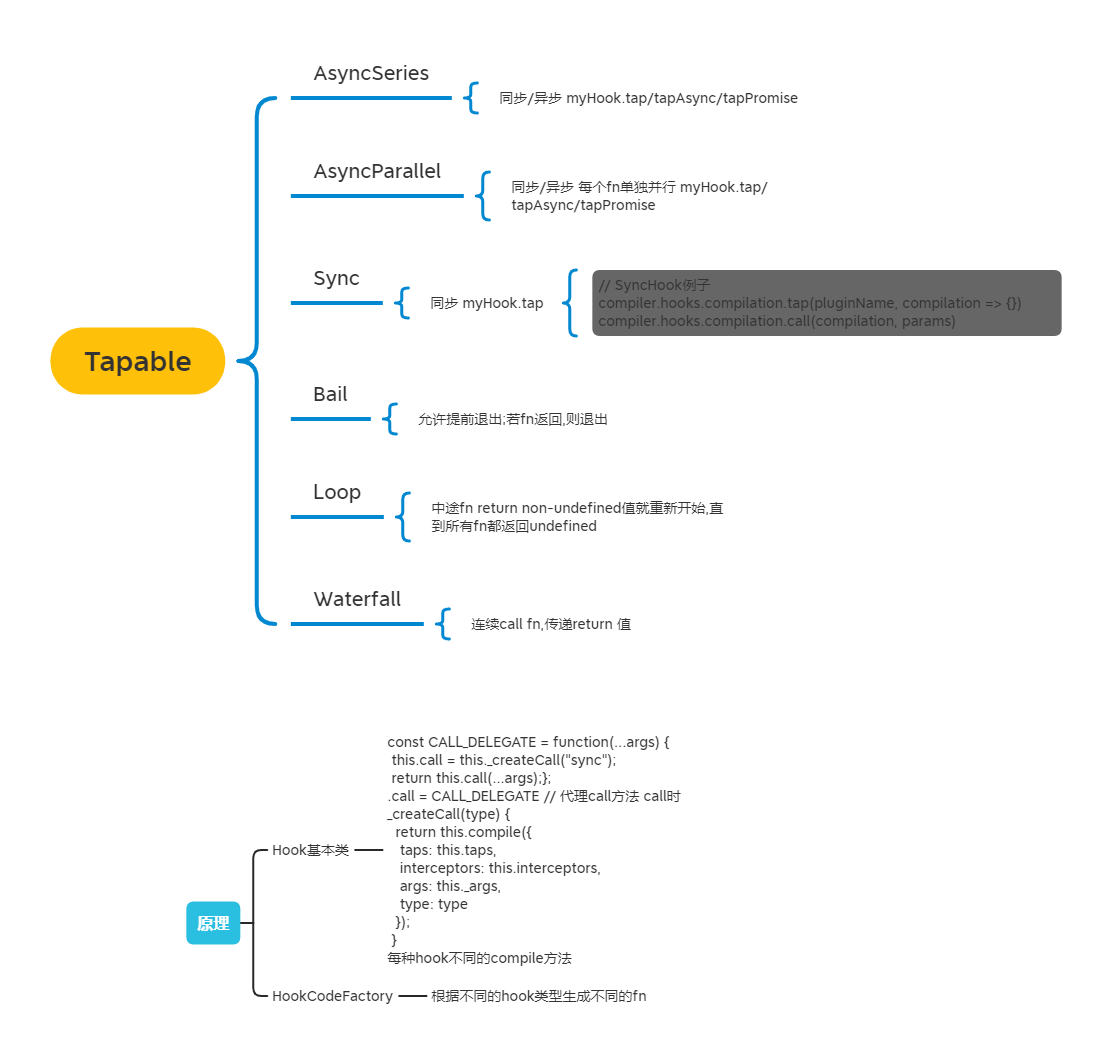 AsyncSeries
同步/异步 myHook.tap/tapAsync/tapPromise
AsyncParallel
同步/异步 每个fn单独并行 myHook.tap/
tapAsync/tapPromise
Sync
同步 myHook.tap
// SyncHook例子
compiler.hooks.compilation.tap(pluginName, compilation => {})
compiler.hooks.compilation.call(compilation, params)
Tapable
Bail
允许提前退出;若fn返回,则退出
Loop
中途fn return non-undefined值就重新开始,直
到所有fn都返回undefined
Waterfall
连续call fn,传递return 值
const CALL_DELEGATE = function(...args) {
this.call = this._createCall("sync");
return this.call(...args);};
.call = CALL_DELEGATE // 代理call方法 call时
_createCall(type) {
return this.compile({
taps: this.taps,
interceptors: this.interceptors,
args: this._args,
type: type
});
}
每种hook不同的compile方法
Hook基本类
原理
HookCodeFactory
根据不同的hook类型生成不同的fn